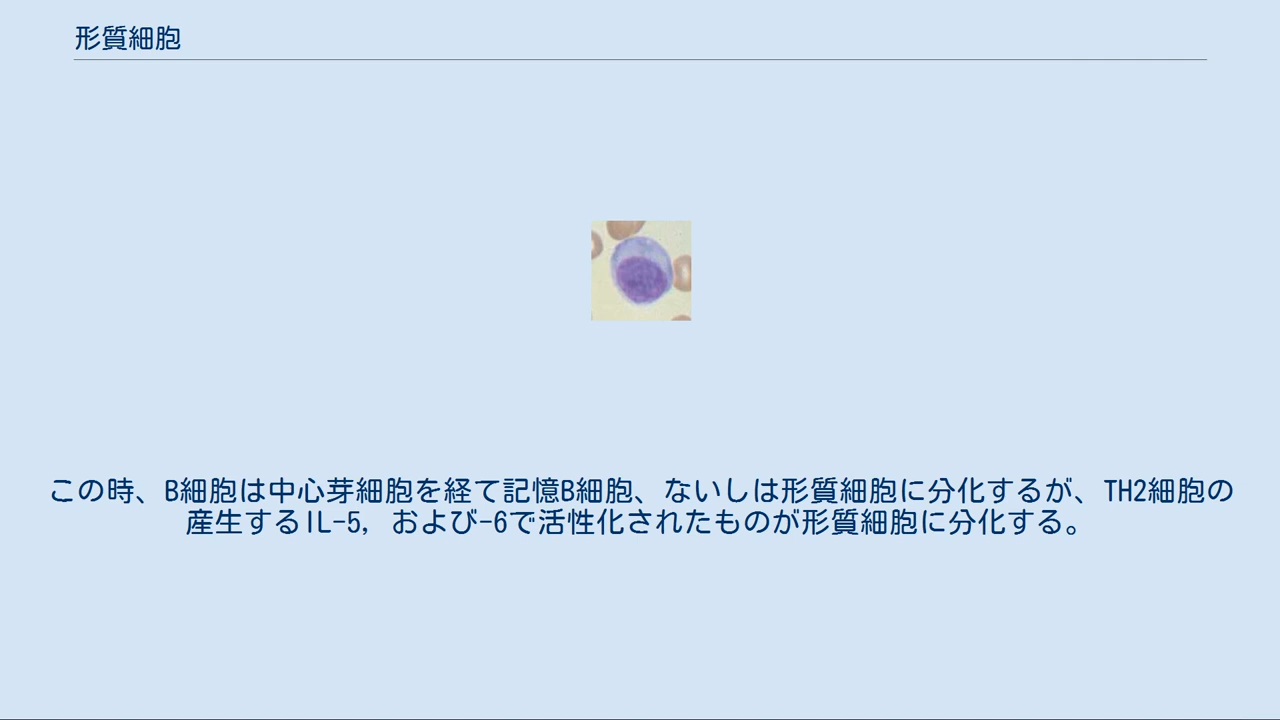 形質細胞
この時、B細胞は中心芽細胞を経て記憶B細胞、ないしは形質細胞に分化するが、TH2細胞の
産生するIL-5, および-6で活性化されたものが形質細胞に分化する。